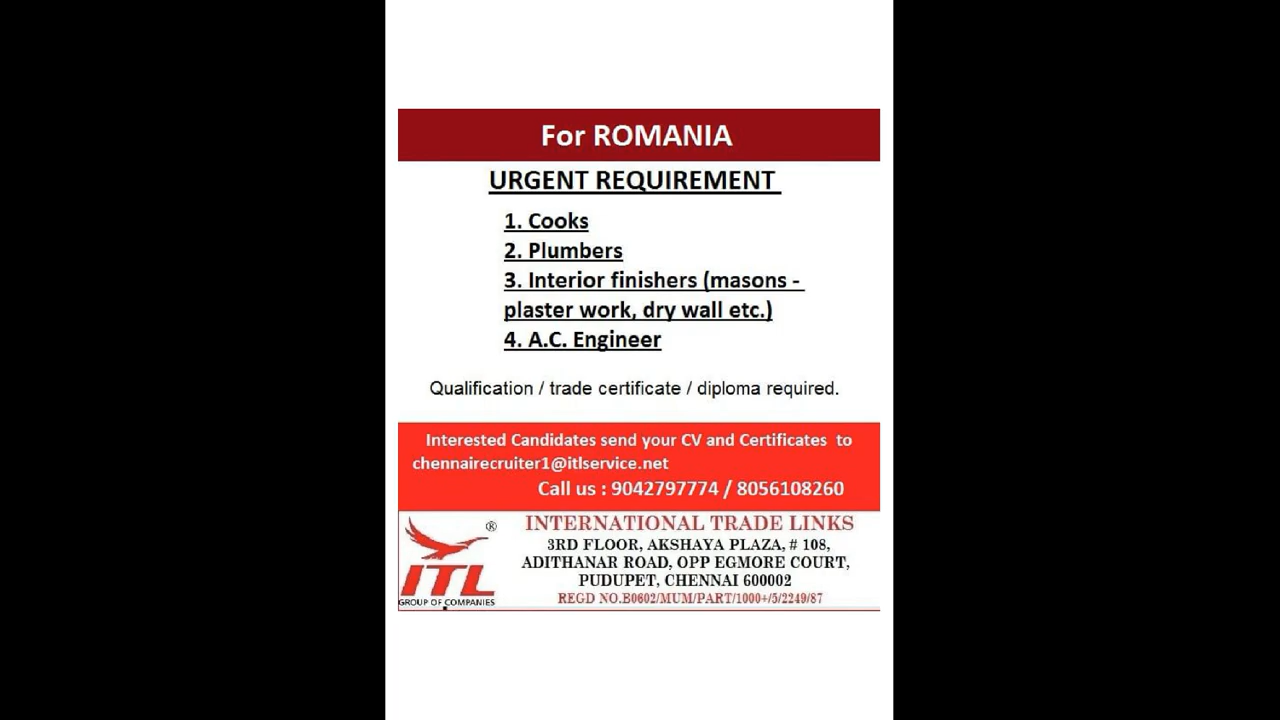 For ROMANIA
URGENT REQUIREMENT
1. Cooks
2. Plumbers
3. Interior finishers (masons -
plaster work, dry wall etc.)
4. A.C. Engineer
Qualification / trade certificate / diploma required.
Interested Candidates send your CV and Certificates to
chennairecruiter1@itlservice.net
Call us : 9042797774 / 8056108260
®
ITL
GROUP OF COMPANIES
INTERNATIONAL TRADE LINKS
3RD FLOOR, AKSHAYA PLAZA, # 108,
ADITHANAR ROAD, OPP EGMORE COURT,
PUDUPET, CHENNAI 600002
REGD NO.B0602/MUM/PART/1000+/5/2249/87